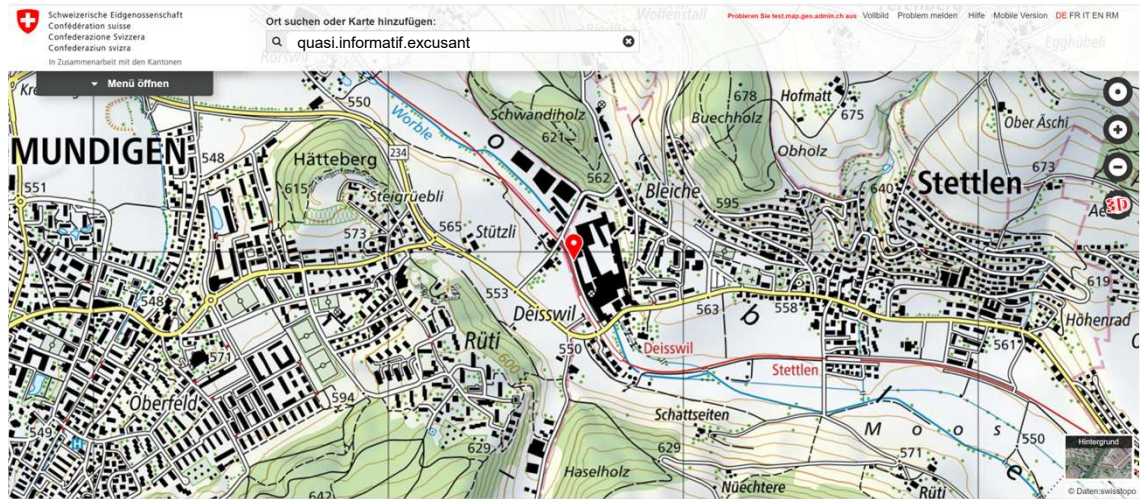 Schweizerische Eidgenossenschaft
Confédération suisse
Confederazione Svizzera
Confederaziun svizra
In Zusammenarbeit mit den Kantonen
Ort suchen oder Karte hinzufügen:
quasi.informatif.excusant
Probieren Sie test.map.geo.admin.ch aus Vollbild Problem melden Hilfe Mobile Version DE FR IT EN RM
Wolfenstall
Egghübeli
Menü öffnen
550
Worble
Schwandiholz
621
678
Buechholz
Hofmatt
675
Ober Äschi
Obholz
MUNDIGEN
548
Hätteberg
234
562
673
551
615
Steigrüebli
Bleiche
595
640
Stettlen
3D
573
565
Stützli
548
553
Deisswil
563
558
619
Höhenrad
571
Rüti
600
550
Deisswil
561
Stettlen
Oberfeld
594
Schattseiten
549
H
629
629
Moos
571
550
Hintergrund
Haselholz
Nüechtere
Rüti
642
© Daten:swisstopo